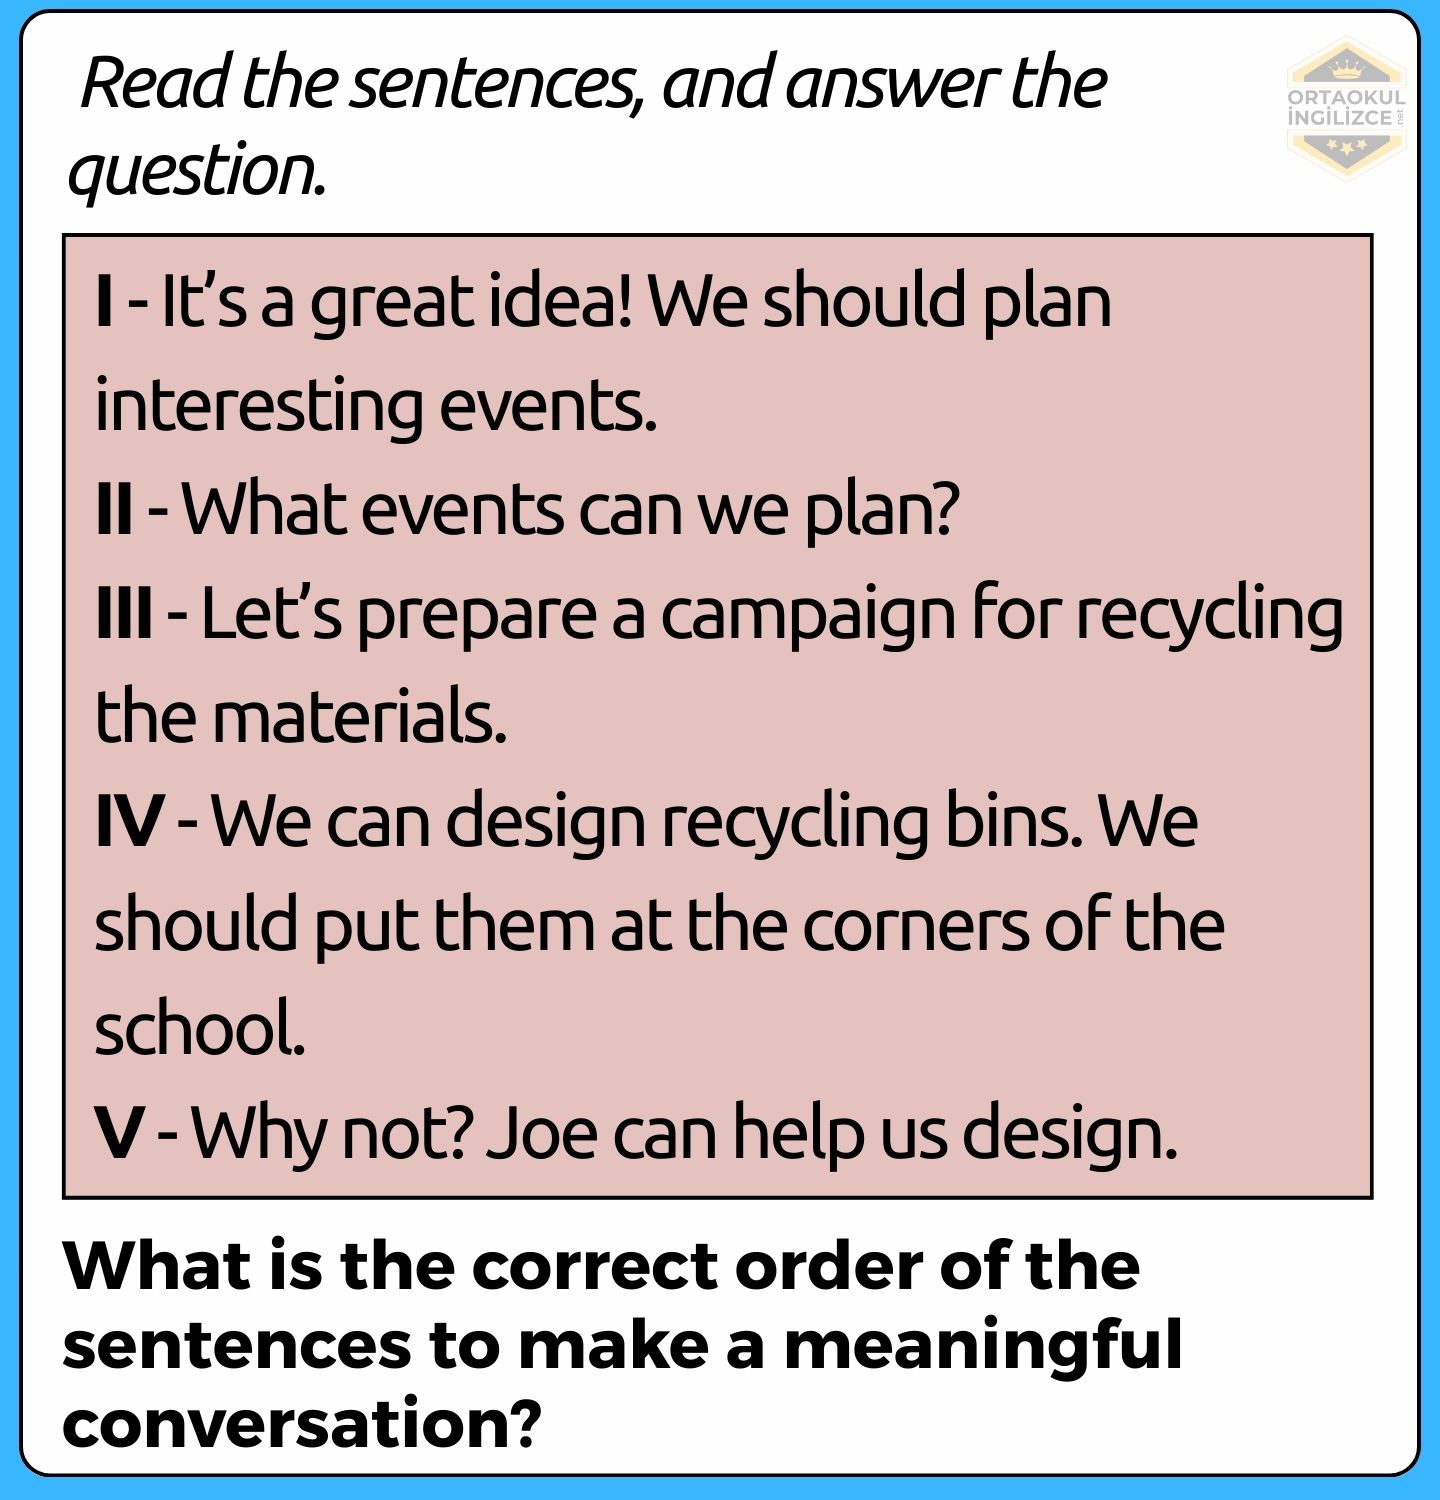 Read the sentences, and answer the
question.
ORTAOKUL
İNGİLİZCE
.net
I - It’s a great idea! We should plan
interesting events.
II - What events can we plan?
III - Let’s prepare a campaign for recycling
the materials.
IV - We can design recycling bins. We
should put them at the corners of the
school.
V - Why not? Joe can help us design.
What is the correct order of the
sentences to make a meaningful
conversation?